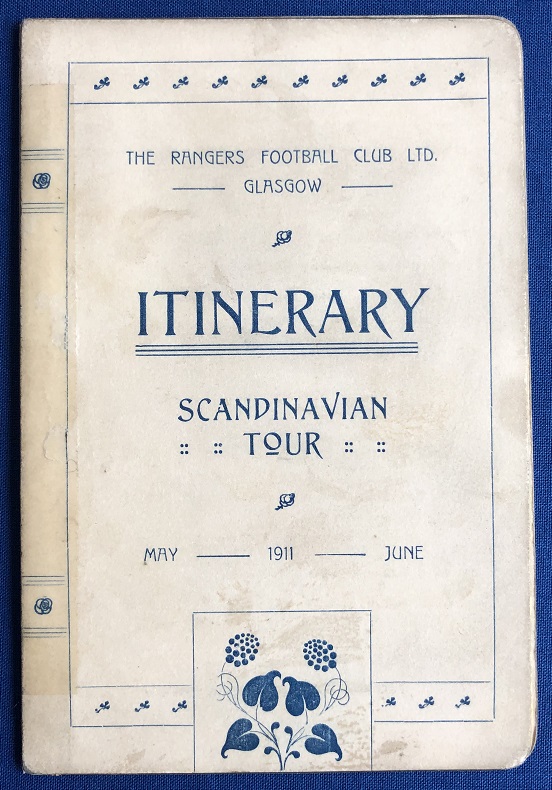 THE RANGERS FOOTBALL CLUB LTD.
GLASGOW
ITINERARY
SCANDINAVIAN
:: :: TOUR :: ::
MAY — 1911 — JUNE